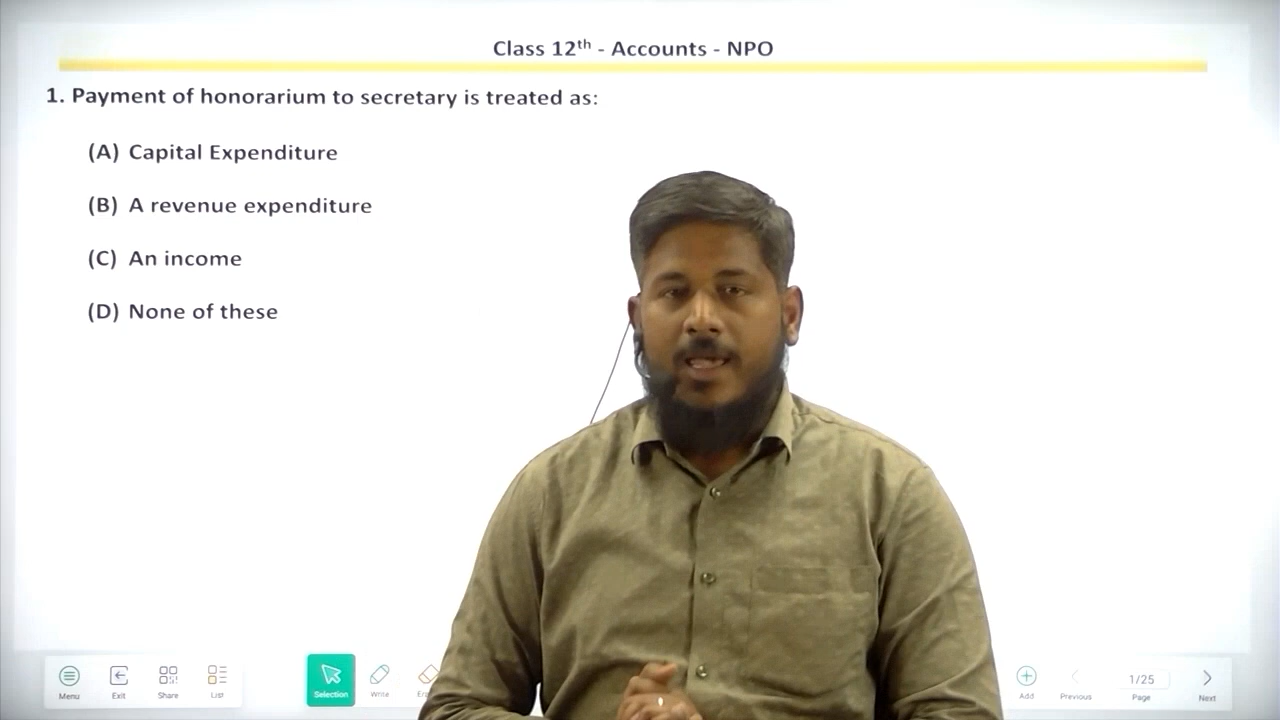 Class 12th - Accounts - NPO
1. Payment of honorarium to secretary is treated as:
(A) Capital Expenditure
(B) A revenue expenditure
(C) An income
(D) None of these
Menu
Exit
Share
List
Selection
Write
Add
Previous
1/25
Page
Next